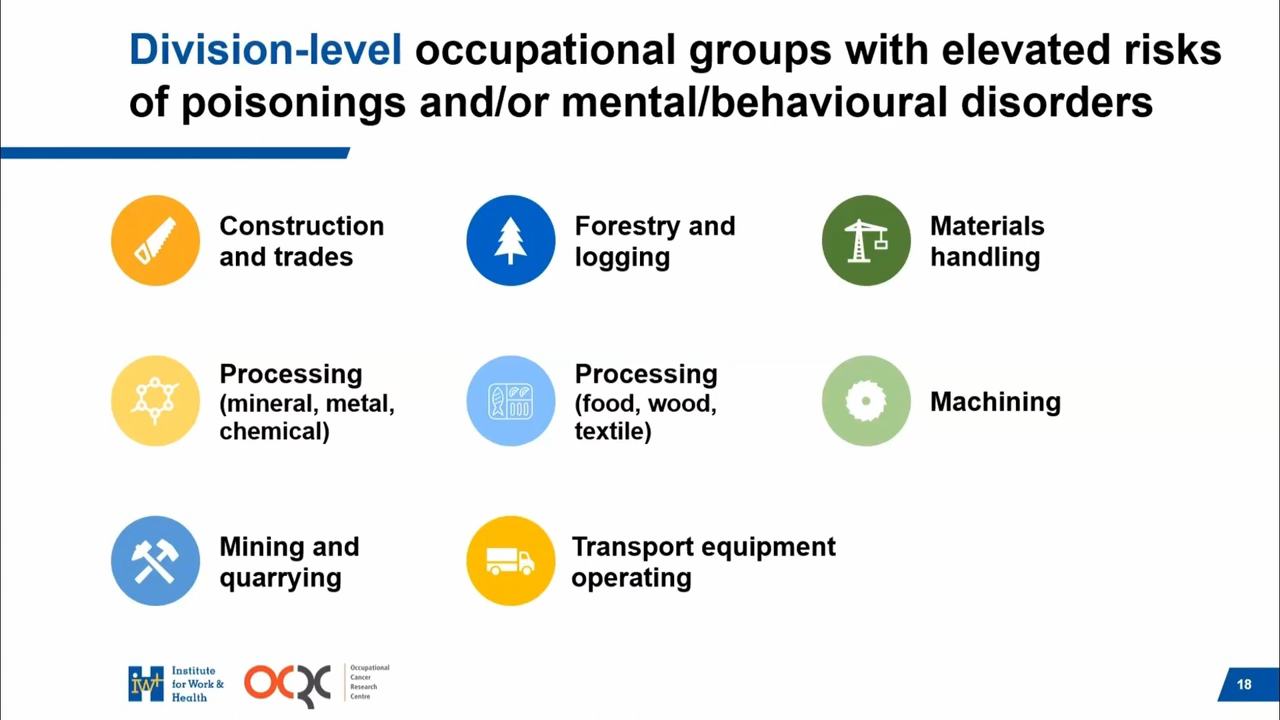 Division-level occupational groups with elevated risks
of poisonings and/or mental/behavioural disorders
Construction
and trades
Forestry and
logging
Materials
handling
Processing
(mineral, metal,
chemical)
Processing
(food, wood,
textile)
Machining
Mining and
quarrying
Transport equipment
operating
iwh
Institute
for Work &
Health
OCRC
Occupational
Cancer
Research
Centre
18